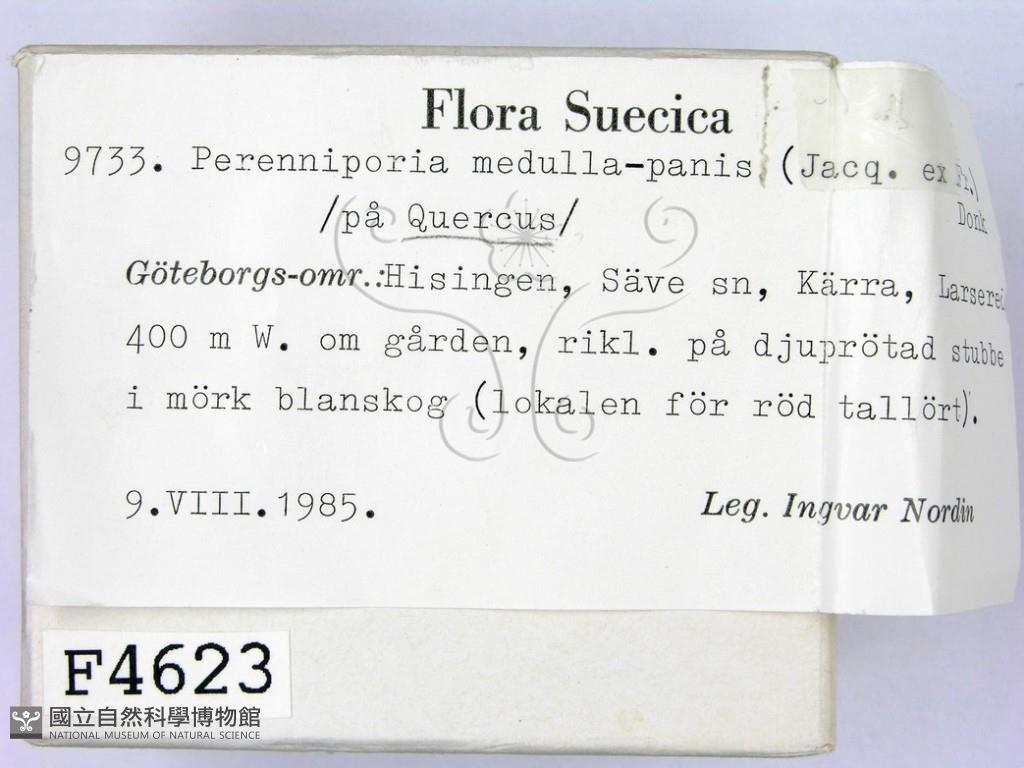 Flora Suecica
9733. Perenniporia medulla-panis (Jacq. ex Fr.)
Donk
/på Quercus/
Göteborgs-omr.: Hisingen, Säve sn, Kärra,
400 m W. om gården, rikl. på djuprötad stubbe
i mörk blanskog (lokalen för röd tallört).
9.VIII.1985.
Leg. Ingvar Nordin
F4623
國立自然科學博物館
NATIONAL MUSEUM OF NATURAL SCIENCE